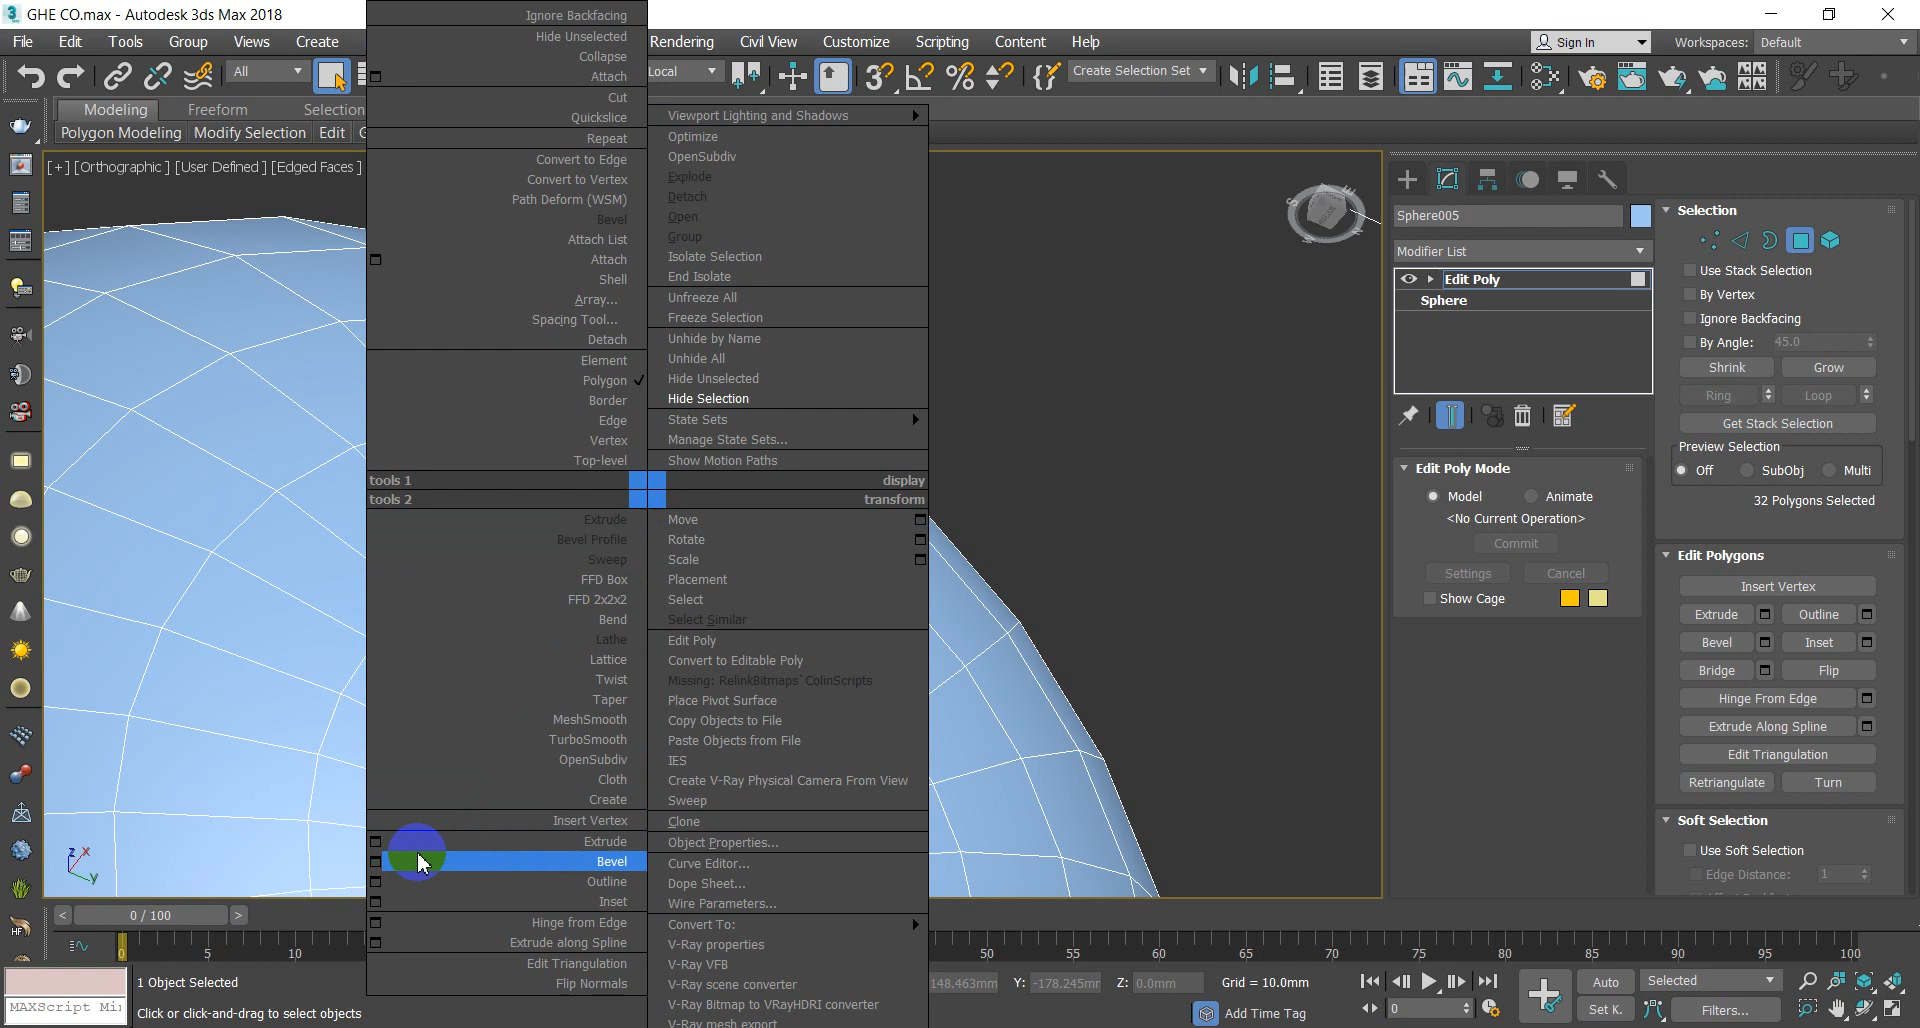 GHE CO.max - Autodesk 3ds Max 2018
File Edit Tools Group Views Create Rendering Civil View Customize Scripting Content Help
Sign In Workspaces: Default
All Local Create Selection Set
Modeling Freeform Selection
Polygon Modeling Modify Selection Edit
[+] [Orthographic ] [User Defined ] [Edged Faces ]
Ignore Backfacing
Hide Unselected
Collapse
Attach
Cut
Quickslice
Repeat
Convert to Edge
Convert to Vertex
Path Deform (WSM)
Bevel
Attach List
Attach
Shell
Array...
Spacing Tool...
Detach
Element
Polygon
Border
Edge
Vertex
Top-level
tools 1
tools 2
Extrude
Bevel Profile
Sweep
FFD Box
FFD 2x2x2
Bend
Lathe
Lattice
Twist
Taper
MeshSmooth
TurboSmooth
OpenSubdiv
Cloth
Create
Insert Vertex
Extrude
Bevel
Outline
Inset
Hinge from Edge
Extrude along Spline
Edit Triangulation
Flip Normals
Viewport Lighting and Shadows
Optimize
OpenSubdiv
Explode
Detach
Open
Group
Isolate Selection
End Isolate
Unfreeze All
Freeze Selection
Unhide by Name
Unhide All
Hide Unselected
Hide Selection
State Sets
Manage State Sets...
Show Motion Paths
display
transform
Move
Rotate
Scale
Placement
Select
Select Similar
Edit Poly
Convert to Editable Poly
Missing: RelinkBitmaps`ColinScripts
Place Pivot Surface
Copy Objects to File
Paste Objects from File
IES
Create V-Ray Physical Camera From View
Sweep
Clone
Object Properties...
Curve Editor...
Dope Sheet...
Wire Parameters...
Convert To:
V-Ray properties
V-Ray VFB
V-Ray scene converter
V-Ray Bitmap to VRayHDRI converter
V-Ray mesh export
Sphere005
Modifier List
Edit Poly
Sphere
Edit Poly Mode
Model Animate
<No Current Operation>
Commit
Settings Cancel
Show Cage
Selection
Use Stack Selection
By Vertex
Ignore Backfacing
By Angle: 45.0
Shrink Grow
Ring Loop
Get Stack Selection
Preview Selection
Off SubObj Multi
32 Polygons Selected
Edit Polygons
Insert Vertex
Extrude Outline
Bevel Inset
Bridge Flip
Hinge From Edge
Extrude Along Spline
Edit Triangulation
Retriangulate Turn
Soft Selection
Use Soft Selection
Edge Distance: 1
z x y
< 0 / 100 >
0 5 10 50 55 60 65 70 75 80 85 90 95 100
1 Object Selected
148.463mm Y: -178.245mm Z: 0.0mm Grid = 10.0mm
Auto Selected
MAXScript Mi
Click or click-and-drag to select objects
Add Time Tag
0
Set K. Filters...